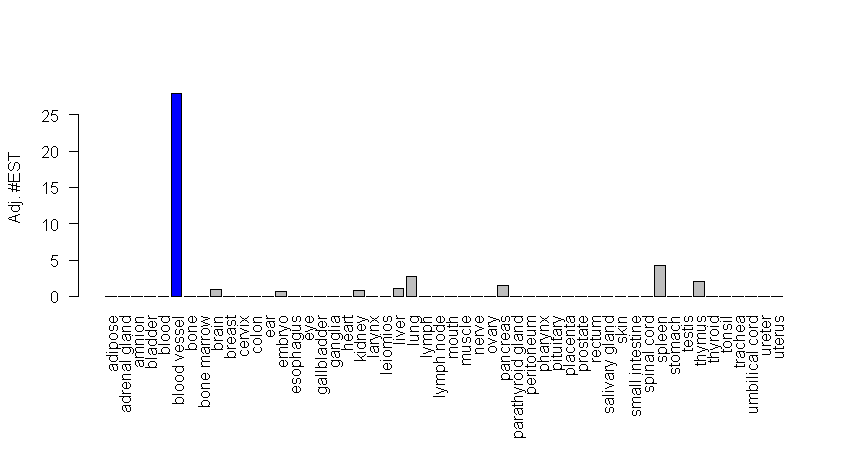 Adj. #EST
25
20
15
10
5
0
adipose
adrenal gland
amnion
bladder
blood
blood vessel
bone
bone marrow
brain
breast
cervix
colon
ear
embryo
esophagus
eye
gallbladder
ganglia
heart
kidney
larynx
leiomios
liver
lung
lymph
lymph node
mouth
muscle
nerve
ovary
pancreas
parathyroid gland
peritoneum
pharynx
pituitary
placenta
prostate
rectum
salivary gland
skin
small intestine
spinal cord
spleen
stomach
testis
thymus
thyroid
tonsil
trachea
umbilical cord
ureter
uterus